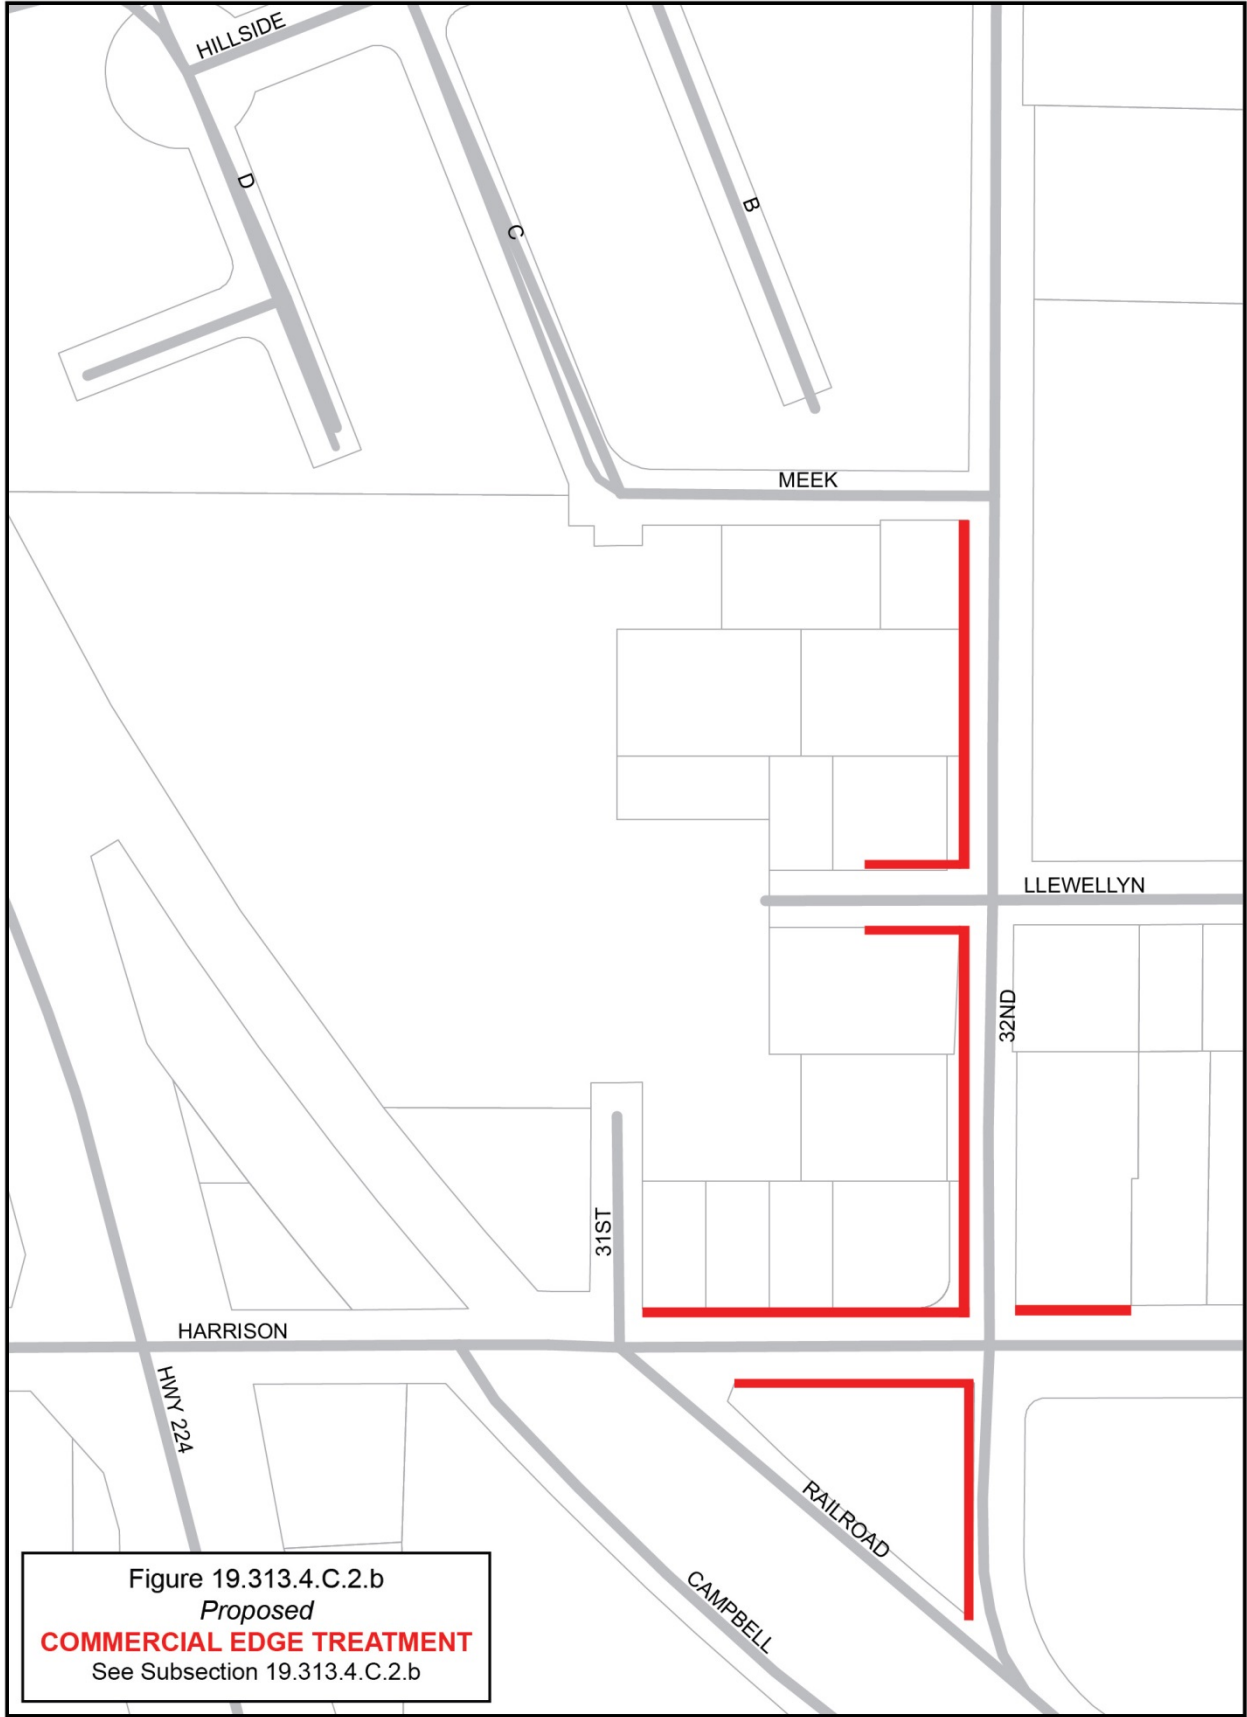 HILLSIDE
D
C
B
MEEK
LLEWELLYN
32ND
31ST
HARRISON
HWY 224
RAILROAD
CAMPBELL
Figure 19.313.4.C.2.b
Proposed
COMMERCIAL EDGE TREATMENT
See Subsection 19.313.4.C.2.b